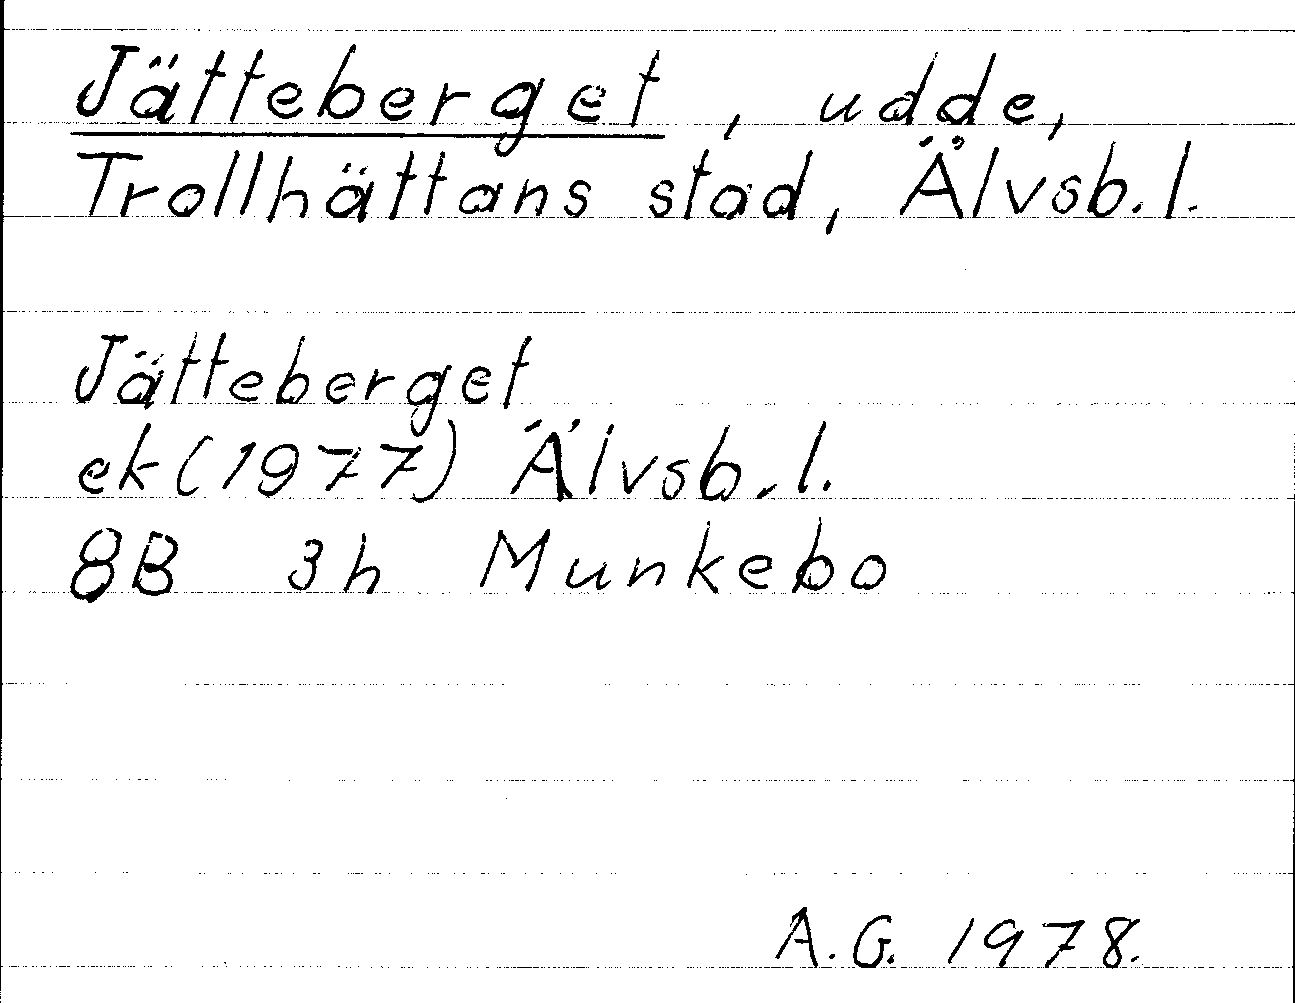 Jätteberget, udde,
Trollhättans stad, Älvsb. l.
Jätteberget
ek (1977) Älvsb. l.
8B 3h Munkebo
A. G. 1978.